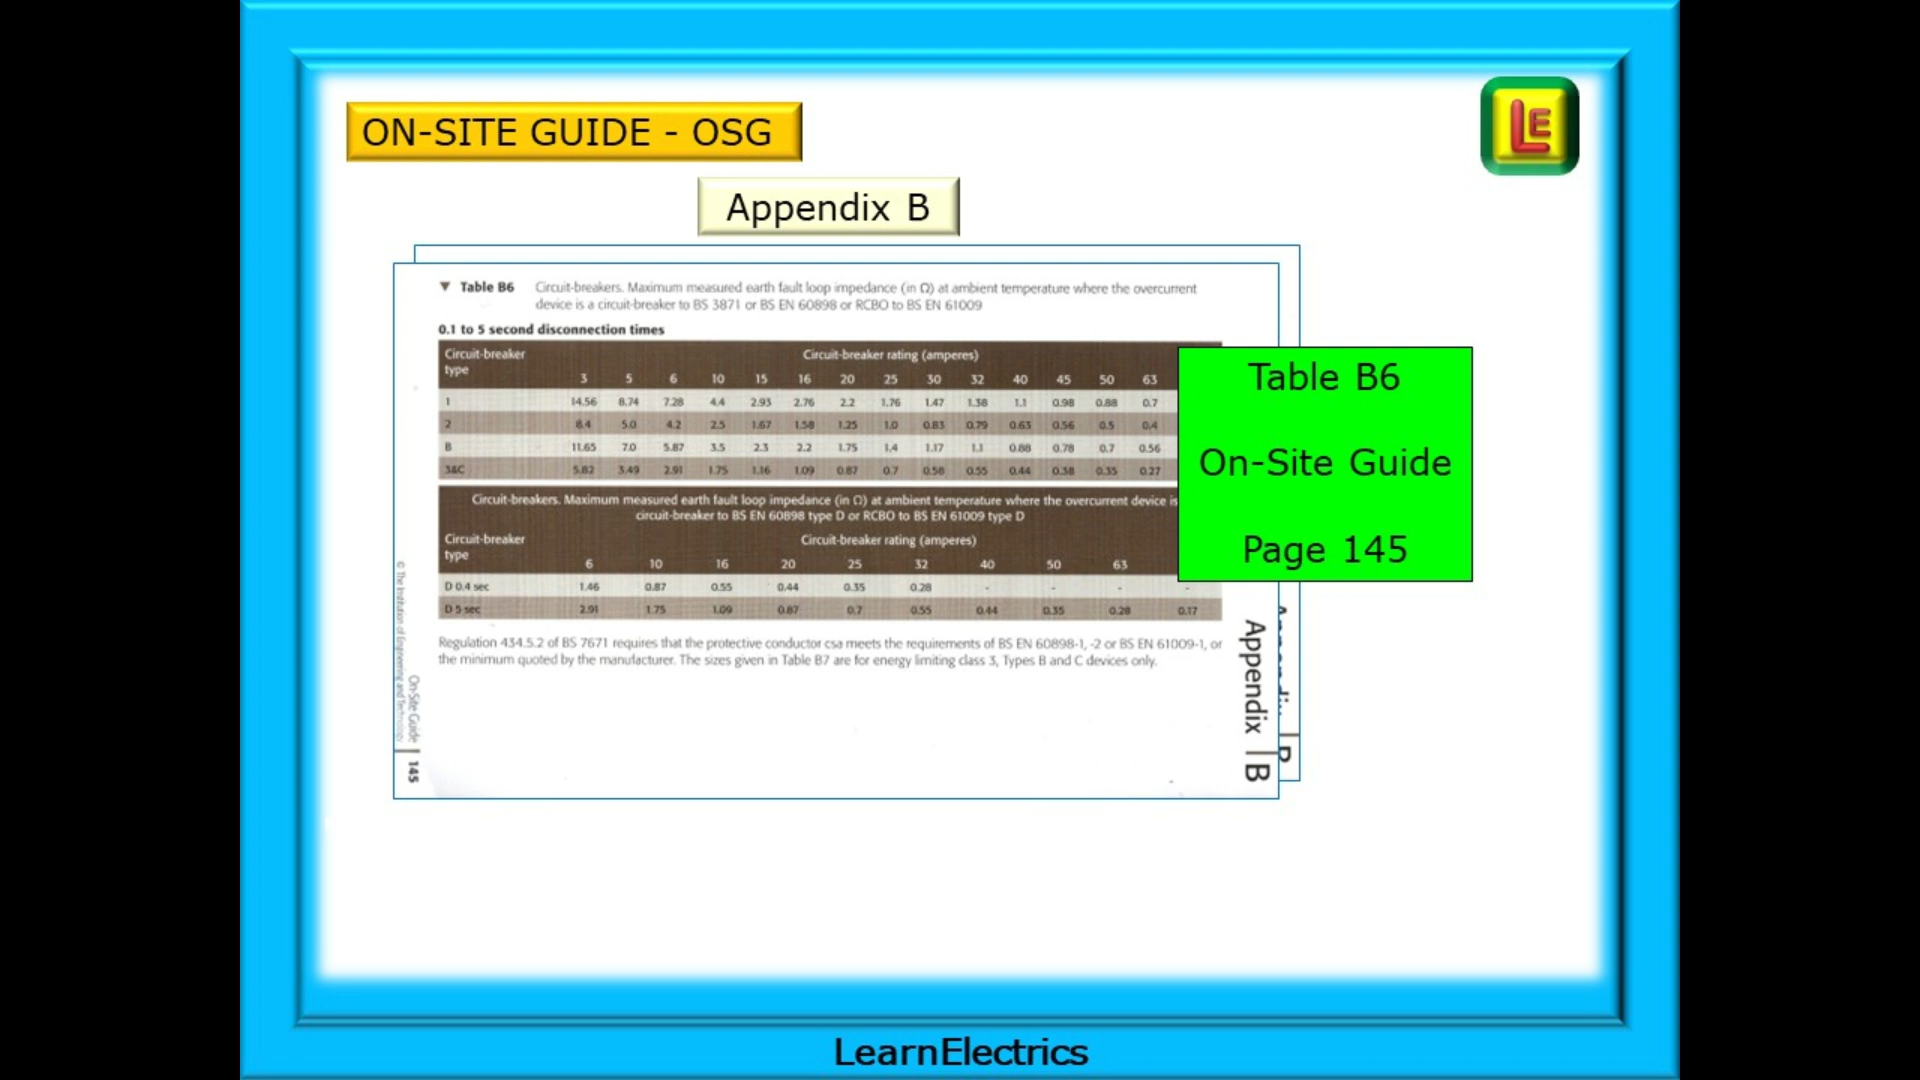 ON-SITE GUIDE - OSG
LE
Appendix B
▼ Table B6 Circuit-breakers. Maximum measured earth fault loop impedance (in Ω) at ambient temperature where the overcurrent
device is a circuit-breaker to BS 3871 or BS EN 60898 or RCBO to BS EN 61009
0.1 to 5 second disconnection times
Circuit-breaker type Circuit-breaker rating (amperes)
3 5 6 10 15 16 20 25 30 32 40 45 50 63
1 14.56 8.74 7.28 4.4 2.93 2.76 2.2 1.76 1.47 1.38 1.1 0.98 0.88 0.7
2 8.4 5.0 4.2 2.5 1.67 1.58 1.25 1.0 0.83 0.79 0.63 0.56 0.5 0.4
B 11.65 7.0 5.87 3.5 2.3 2.2 1.75 1.4 1.17 1.1 0.88 0.78 0.7 0.56
3&C 5.82 3.49 2.91 1.75 1.16 1.09 0.87 0.7 0.58 0.55 0.44 0.38 0.35 0.27
Circuit-breakers. Maximum measured earth fault loop impedance (in Ω) at ambient temperature where the overcurrent device is
circuit-breaker to BS EN 60898 type D or RCBO to BS EN 61009 type D
Circuit-breaker type Circuit-breaker rating (amperes)
6 10 16 20 25 32 40 50 63
D 0.4 sec 1.46 0.87 0.55 0.44 0.35 0.28 - - - -
D 5 sec 2.91 1.75 1.09 0.87 0.7 0.55 0.44 0.35 0.28 0.17
Regulation 434.5.2 of BS 7671 requires that the protective conductor csa meets the requirements of BS EN 60898-1, -2 or BS EN 61009-1, or
the minimum quoted by the manufacturer. The sizes given in Table B7 are for energy limiting class 3, Types B and C devices only.
On-Site Guide | 145
© The Institution of Engineering and Technology
Appendix | B
Table B6
On-Site Guide
Page 145
LearnElectrics